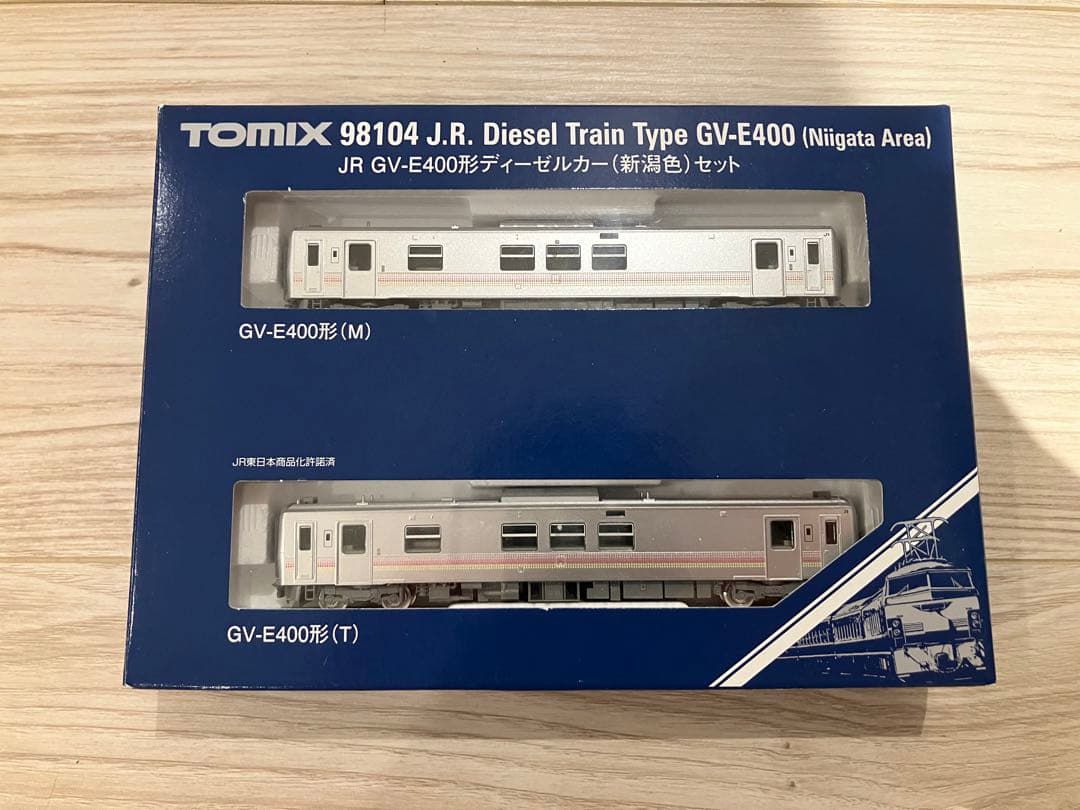 TOMIX 98104 J.R. Diesel Train Type GV-E400 (Niigata Area)
JR GV-E400形ディーゼルカー(新潟色)セット
GV-E400形(M)
JR東日本商品化許諾済
GV-E400形(T)